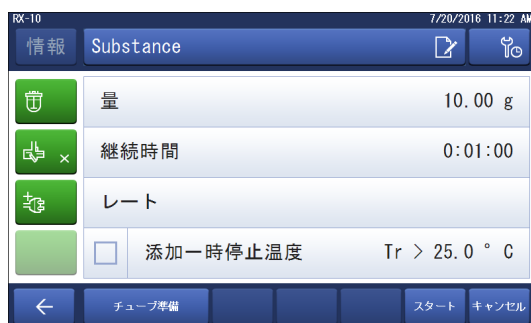 RX-10 7/20/2016 11:22 AM
情報 Substance
量 10.00 g
継続時間 0:01:00
レート
添加一時停止温度 Tr > 25.0 ° C
チューブ準備 スタート キャンセル